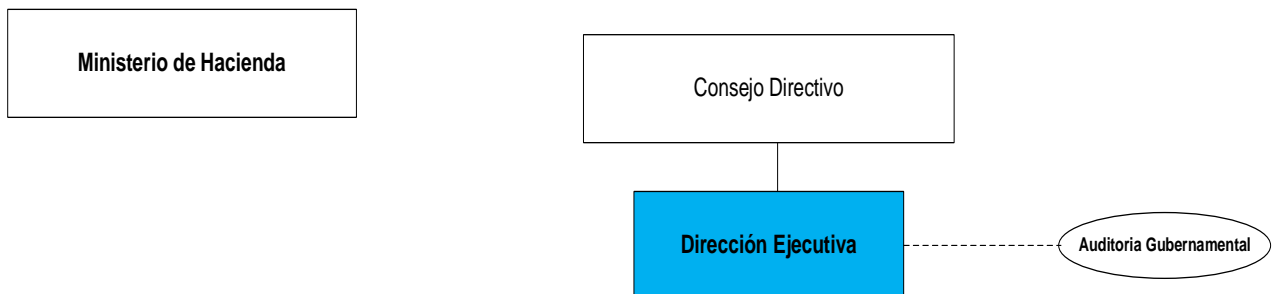 Ministerio de Hacienda
Consejo Directivo
Dirección Ejecutiva
Auditoria Gubernamental